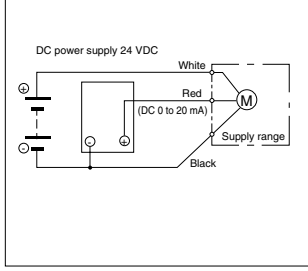 DC power supply 24 VDC
White
Red
(DC 0 to 20 mA)
M
Supply range
Black